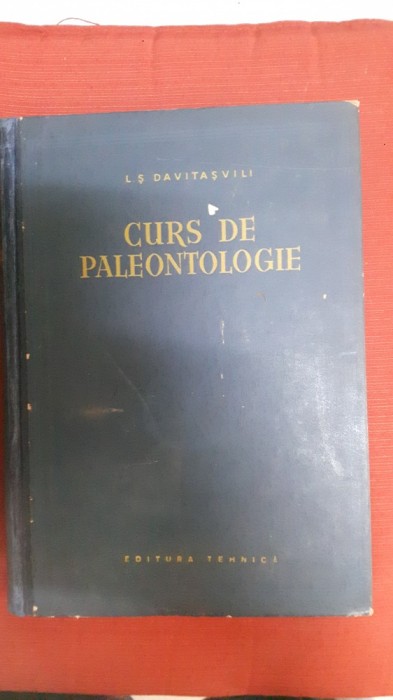 L Ş DAVITAŞVILI
CURS DE
PALEONTOLOGIE
EDITURA TEHNICĂ